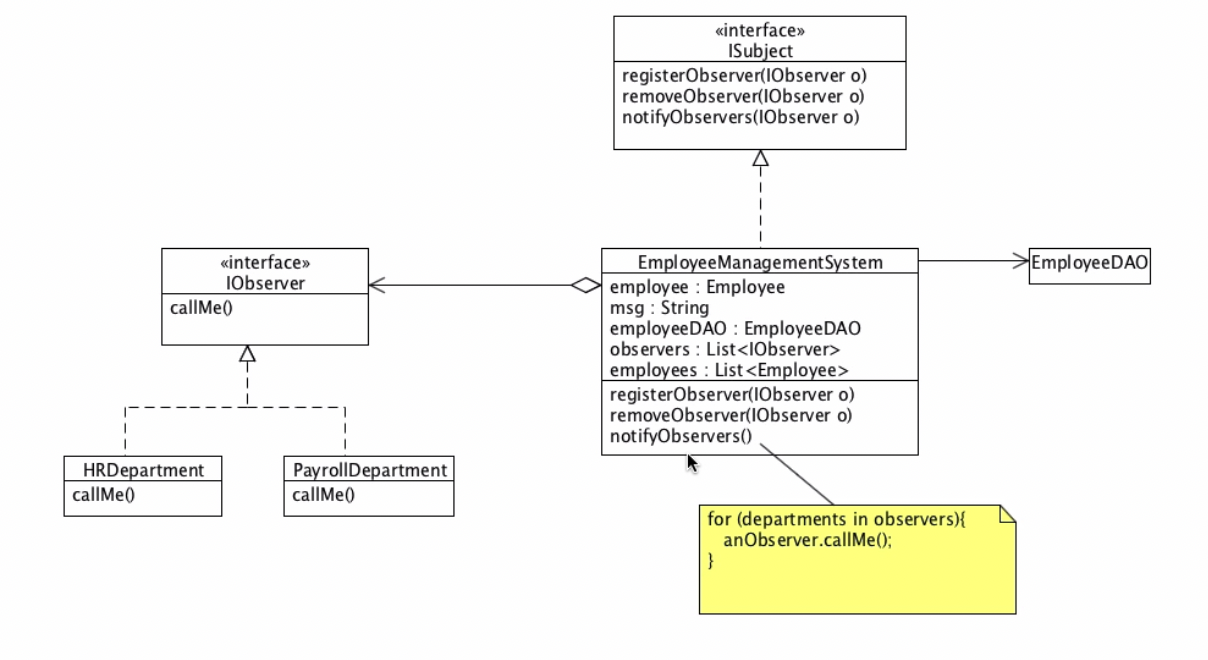 «interface»
ISubject
registerObserver(IObserver o)
removeObserver(IObserver o)
notifyObservers(IObserver o)
«interface»
IObserver
callMe()
EmployeeManagementSystem
employee : Employee
msg : String
employeeDAO : EmployeeDAO
observers : List<IObserver>
employees : List<Employee>
registerObserver(IObserver o)
removeObserver(IObserver o)
notifyObservers()
EmployeeDAO
HRDepartment
callMe()
PayrollDepartment
callMe()
for (departments in observers){
anObserver.callMe();
}